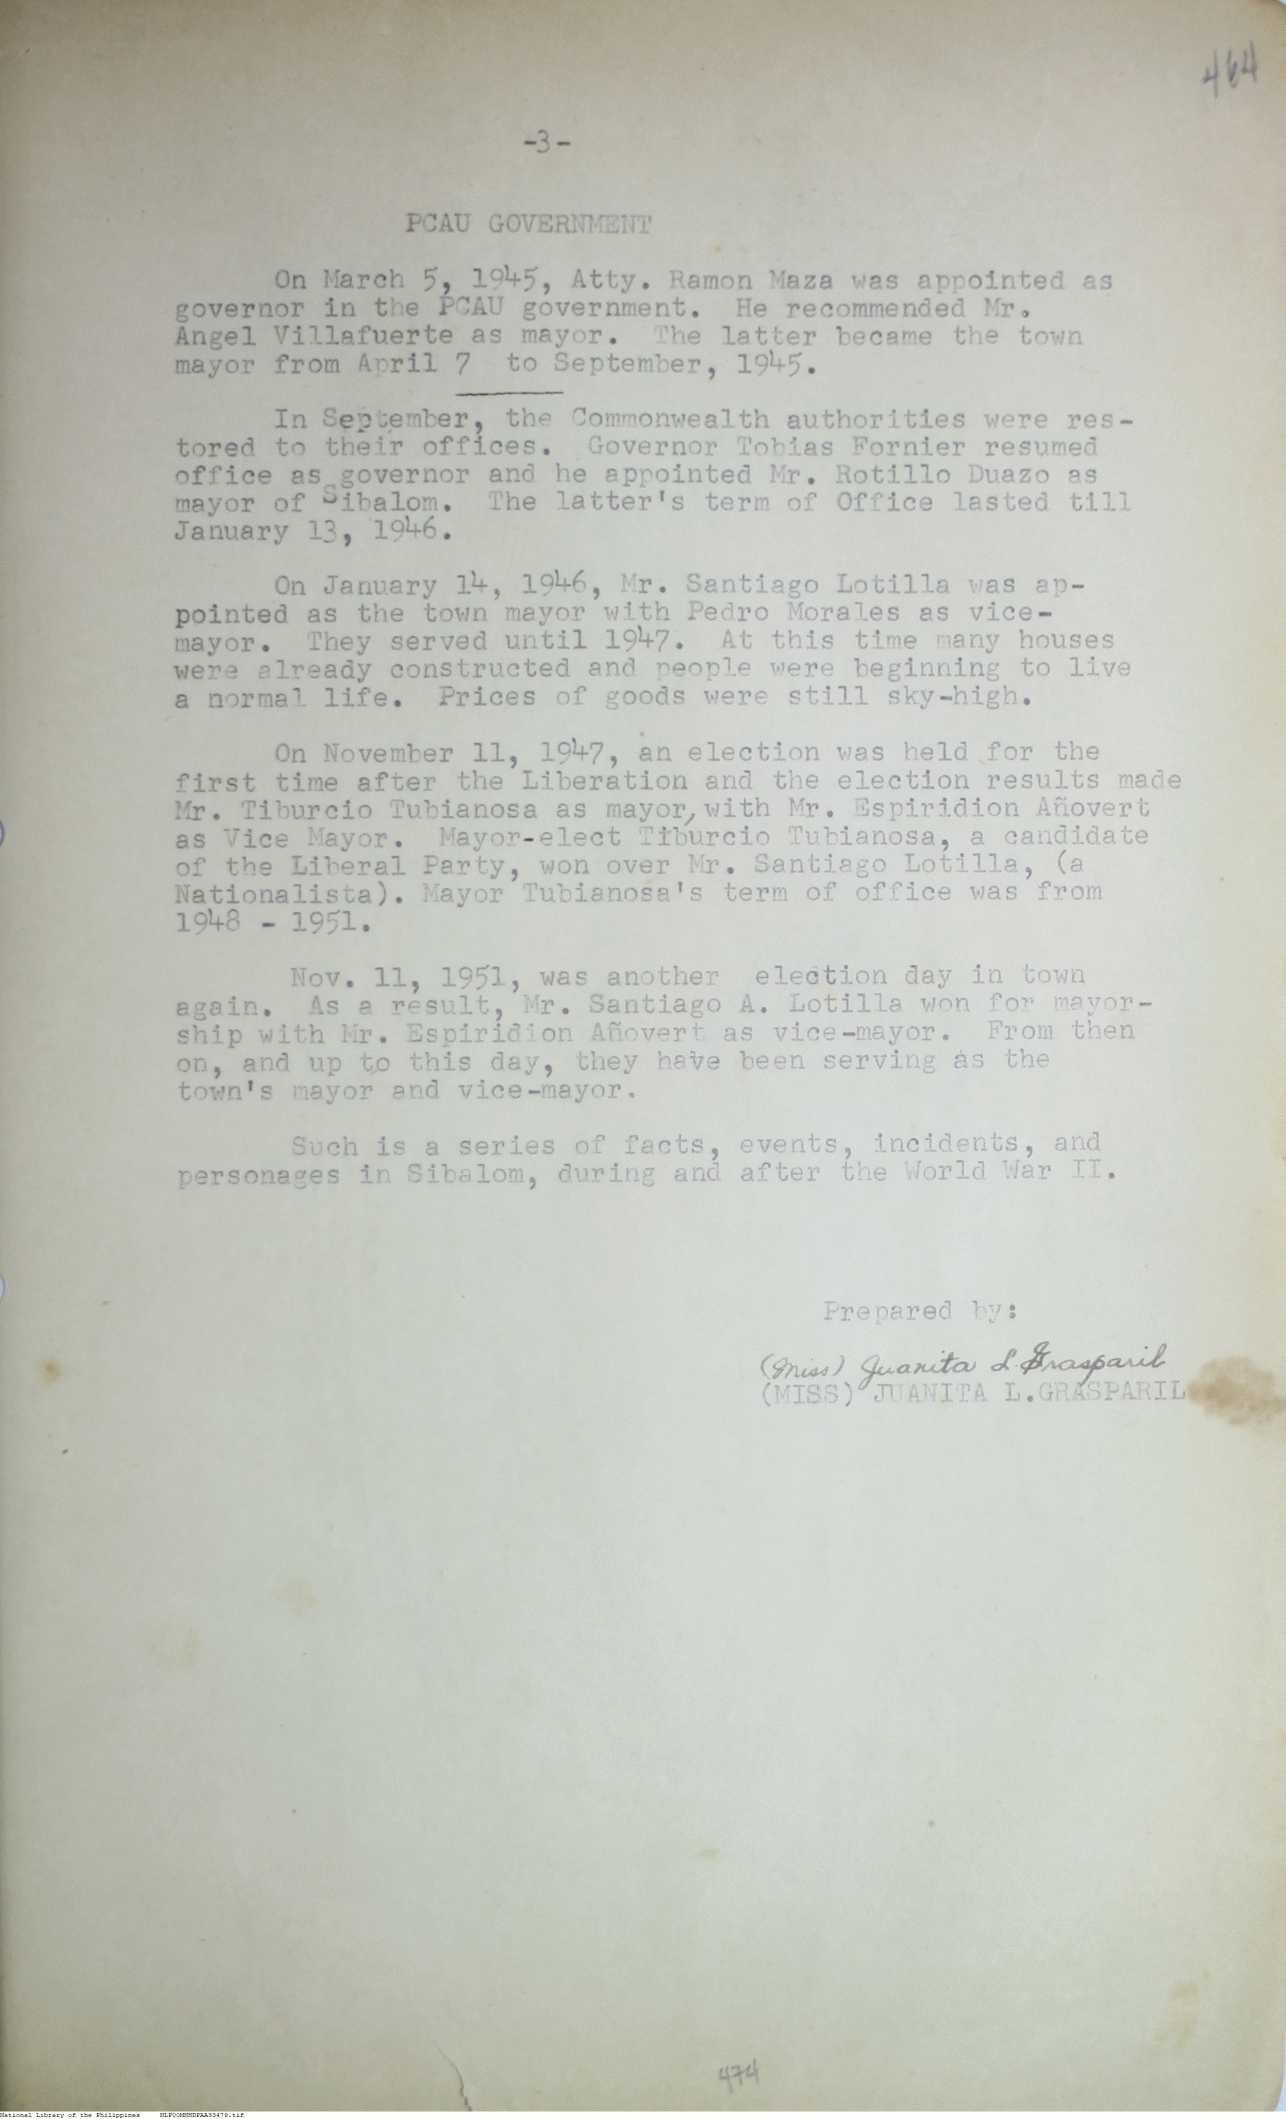 464
-3-
PCAU GOVERNMENT
On March 5, 1945, Atty. Ramon Maza was appointed as
governor in the PCAU government. He recommended Mr.
Angel Villafuerte as mayor. The latter became the town
mayor from April 7 to September, 1945.
In September, the Commonwealth authorities were res-
tored to their offices. Governor Tobias Fornier resumed
office as governor and he appointed Mr. Rotillo Duazo as
mayor of Sibalom. The latter's term of Office lasted till
January 13, 1946.
On January 14, 1946, Mr. Santiago Lotilla was ap-
pointed as the town mayor with Pedro Morales as vice-
mayor. They served until 1947. At this time many houses
were already constructed and people were beginning to live
a normal life. Prices of goods were still sky-high.
On November 11, 1947, an election was held for the
first time after the Liberation and the election results made
Mr. Tiburcio Tubianosa as mayor, with Mr. Espiridion Añovert
as Vice Mayor. Mayor-elect Tiburcio Tubianosa, a candidate
of the Liberal Party, won over Mr. Santiago Lotilla, (a
Nationalista). Mayor Tubianosa's term of office was from
1948 - 1951.
Nov. 11, 1951, was another election day in town
again. As a result, Mr. Santiago A. Lotilla won for mayor-
ship with Mr. Espiridion Añovert as vice-mayor. From then
on, and up to this day, they have been serving as the
town's mayor and vice-mayor.
Such is a series of facts, events, incidents, and
personages in Sibalom, during and after the World War II.
Prepared by:
(Miss) Juanita L. Grasparil
(MISS) JUANITA L.GRASPARIL
474
National Library of the Philippines